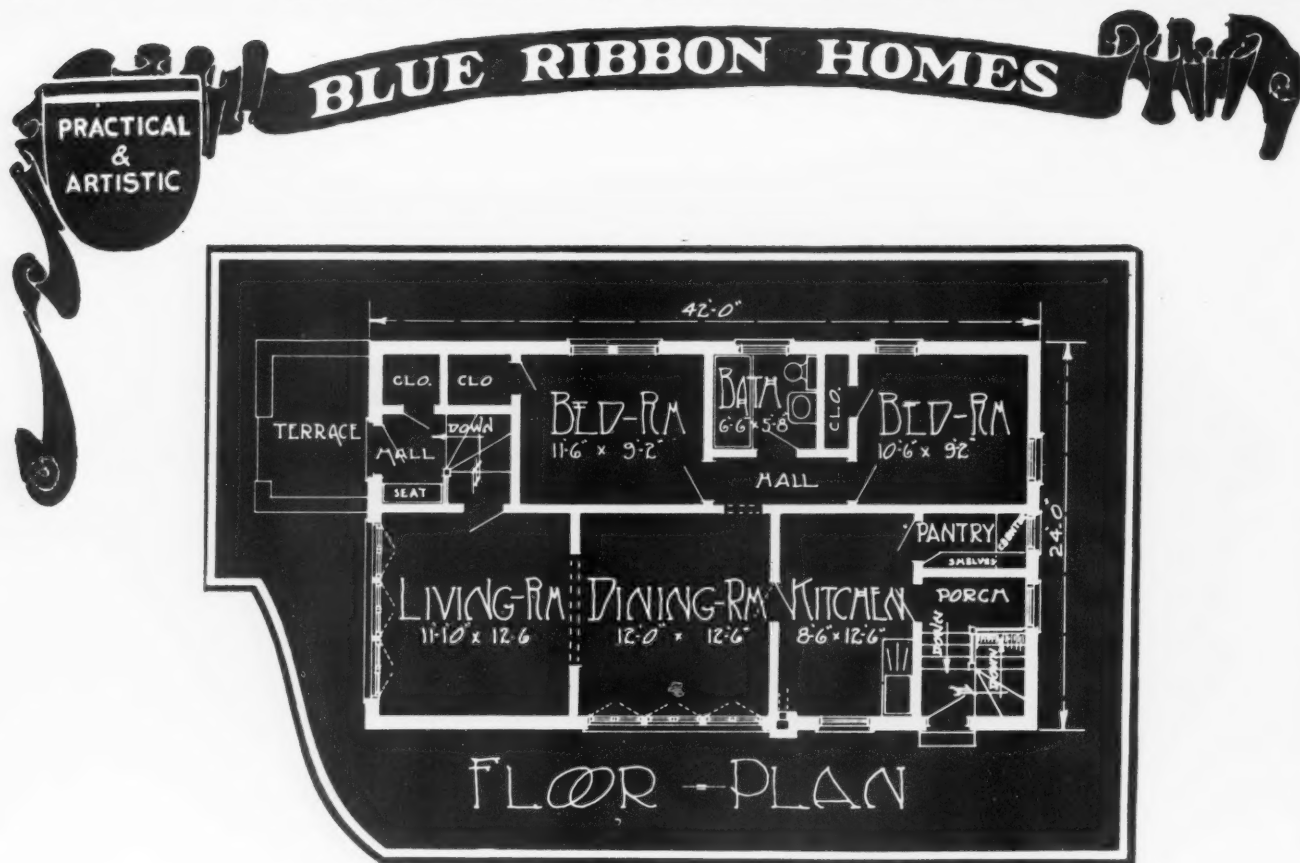 BLUE RIBBON HOMES
PRACTICAL
&
ARTISTIC
42'-0"
CLO.
CLO
BED-RM
11'-6" x 9'-2"
BATH
6'-6" x 5'-8"
CLO.
BED-RM
10'-6" x 9'-2"
TERRACE
HALL
DOWN
SEAT
HALL
PANTRY
SHELVES
24'-0"
LIVING-RM
11'-10" x 12'-6
DINING-RM
12'-0" x 12'-6"
KITCHEN
8'-6" x 12'-6"
PORCH
DOWN
DOWN
FLOOR-PLAN